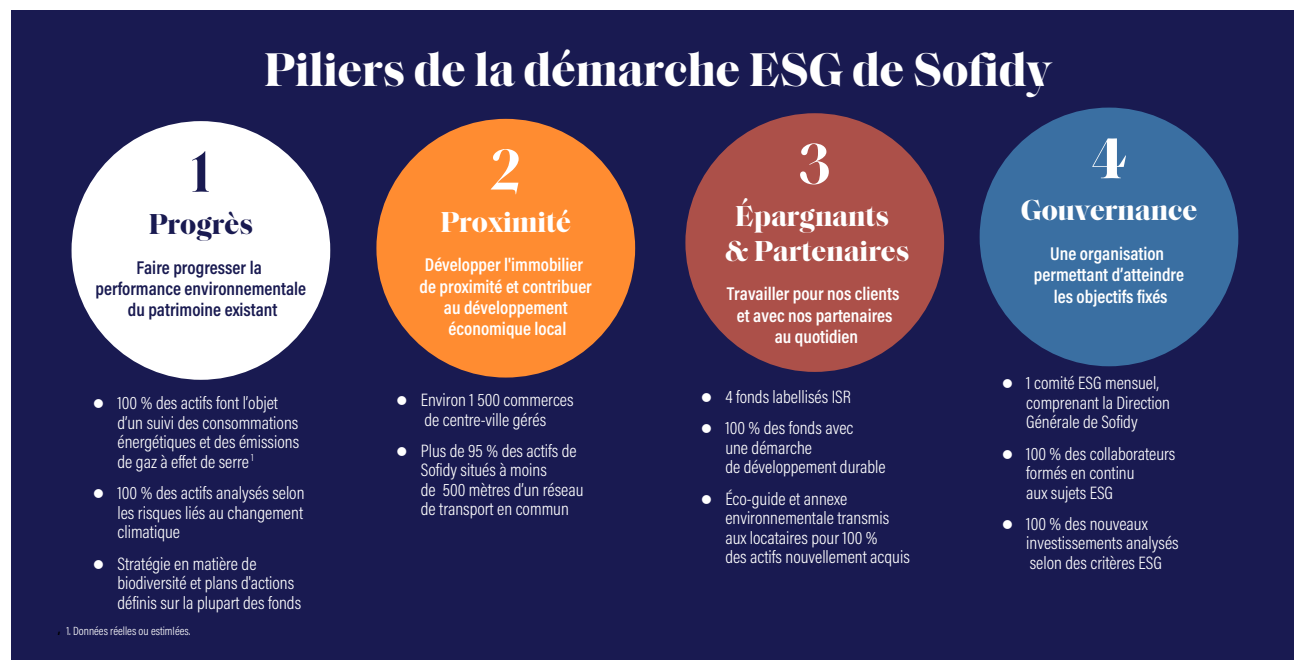 Piliers de la démarche ESG de Sofidy
1
Progrès
Faire progresser la
performance environnementale
du patrimoine existant
● 100 % des actifs font l'objet
d'un suivi des consommations
énergétiques et des émissions
de gaz à effet de serre¹
● 100 % des actifs analysés selon
les risques liés au changement
climatique
● Stratégie en matière de
biodiversité et plans d'actions
définis sur la plupart des fonds
2
Proximité
Développer l'immobilier
de proximité et contribuer
au développement
économique local
● Environ 1 500 commerces
de centre-ville gérés
● Plus de 95 % des actifs de
Sofidy situés à moins
de 500 mètres d'un réseau
de transport en commun
3
Épargnants
& Partenaires
Travailler pour nos clients
et avec nos partenaires
au quotidien
● 4 fonds labellisés ISR
● 100 % des fonds avec
une démarche
de développement durable
● Éco-guide et annexe
environnementale transmis
aux locataires pour 100 %
des actifs nouvellement acquis
4
Gouvernance
Une organisation
permettant d'atteindre
les objectifs fixés
● 1 comité ESG mensuel,
comprenant la Direction
Générale de Sofidy
● 100 % des collaborateurs
formés en continu
aux sujets ESG
● 100 % des nouveaux
investissements analysés
selon des critères ESG
1. Données réelles ou estimlées.